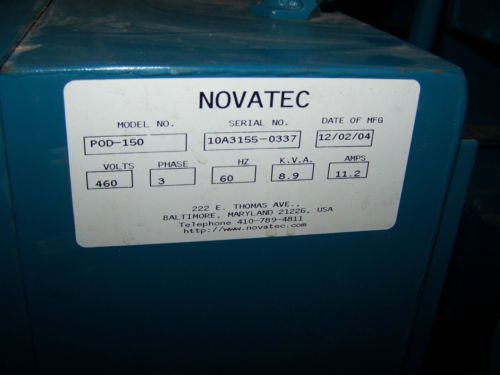 NOVATEC
MODEL NO. SERIAL NO. DATE OF MFG
POD-150 10A3155-0337 12/02/04
VOLTS PHASE HZ K.V.A. AMPS
460 3 60 8.9 11.2
222 E. THOMAS AVE.,
BALTIMORE, MARYLAND 21226, USA
Telephone 410-789-4811
http://www.novatec.com